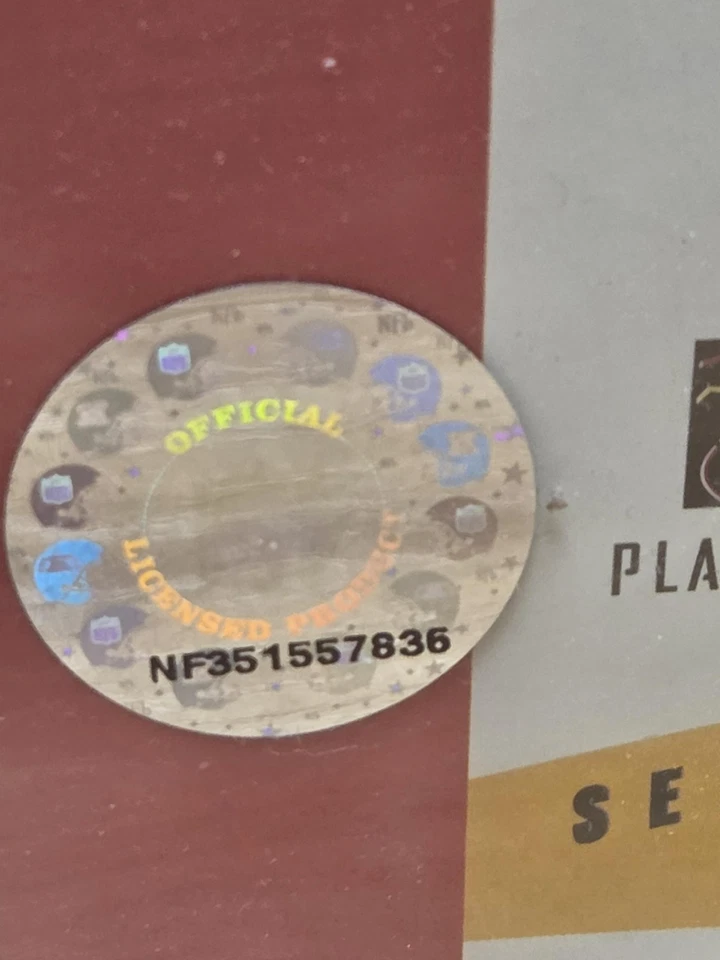 OFFICIAL
LICENSED PRODUCT
NF351557836
PLA
SE